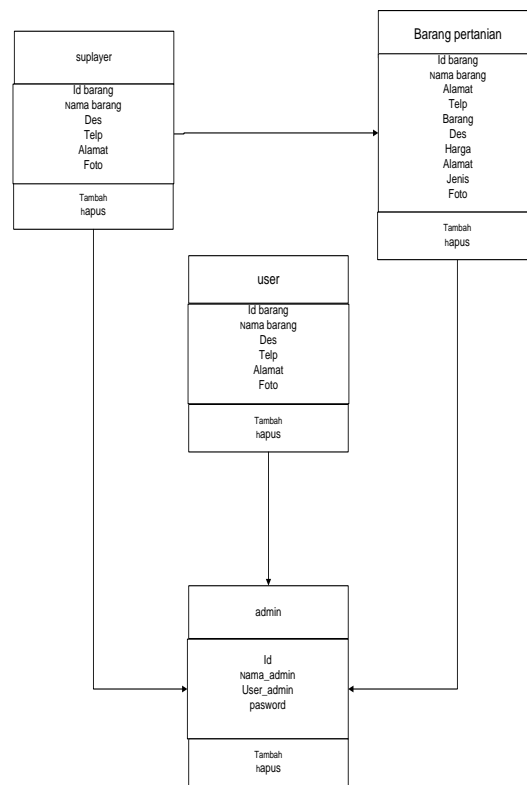 suplayer
Id barang
Nama barang
Des
Telp
Alamat
Foto
Tambah
hapus
Barang pertanian
Id barang
Nama barang
Alamat
Telp
Barang
Des
Harga
Alamat
Jenis
Foto
Tambah
hapus
user
Id barang
Nama barang
Des
Telp
Alamat
Foto
Tambah
hapus
admin
Id
Nama_admin
User_admin
pasword
Tambah
hapus